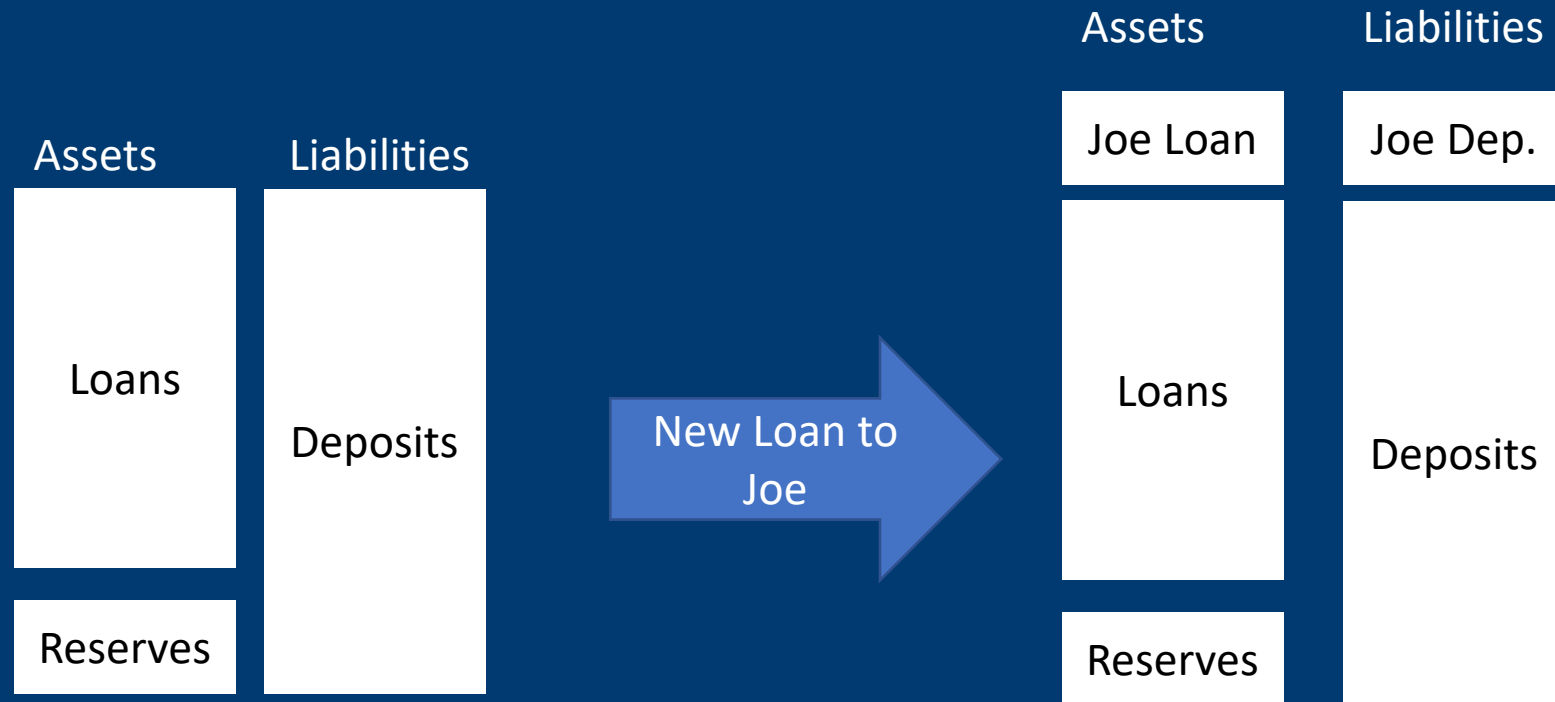 Assets
Liabilities
Loans
Deposits
Reserves
New Loan to
Joe
Assets
Liabilities
Joe Loan
Joe Dep.
Loans
Deposits
Reserves